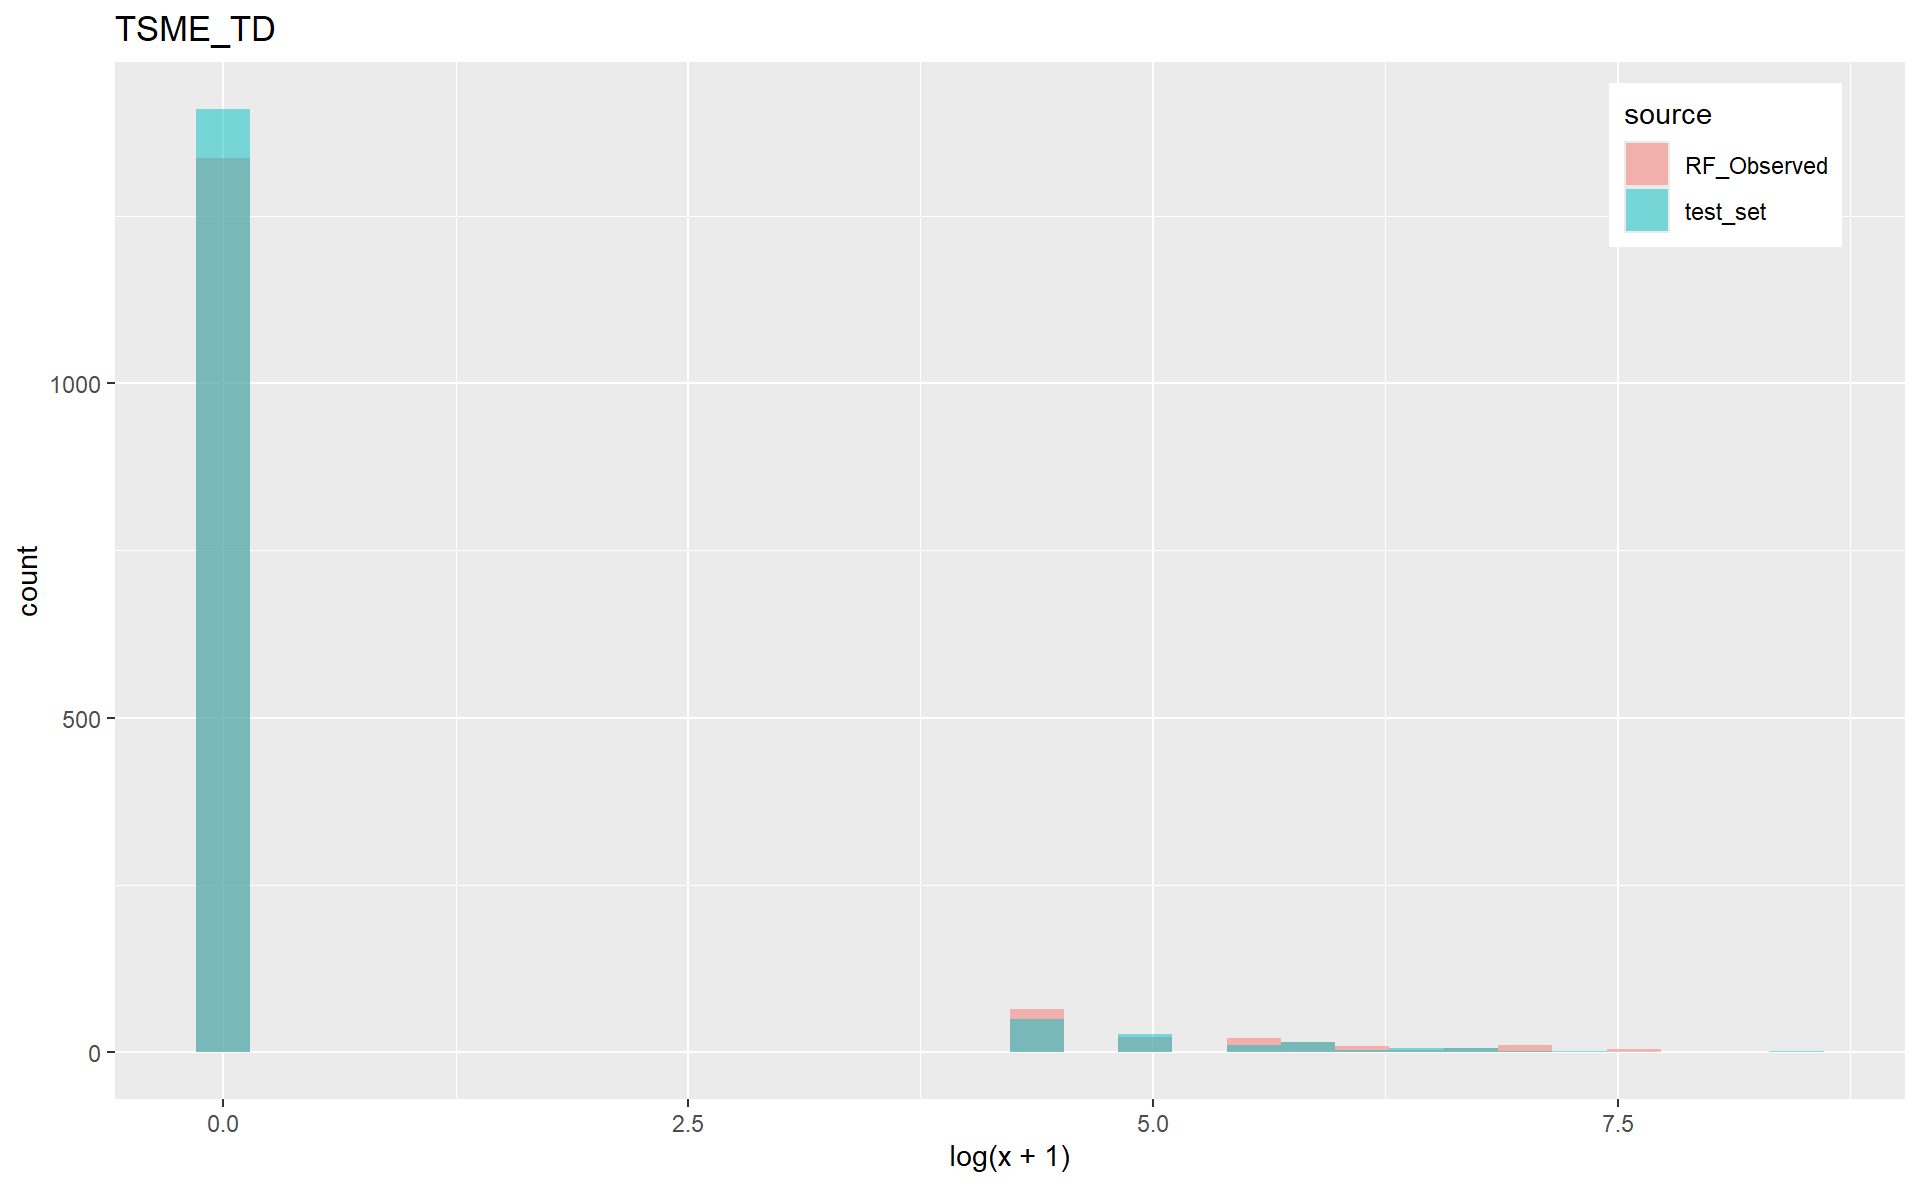 TSME_TD
source
RF_Observed
test_set
count
1000
500
0
0.0
2.5
5.0
7.5
log(x + 1)